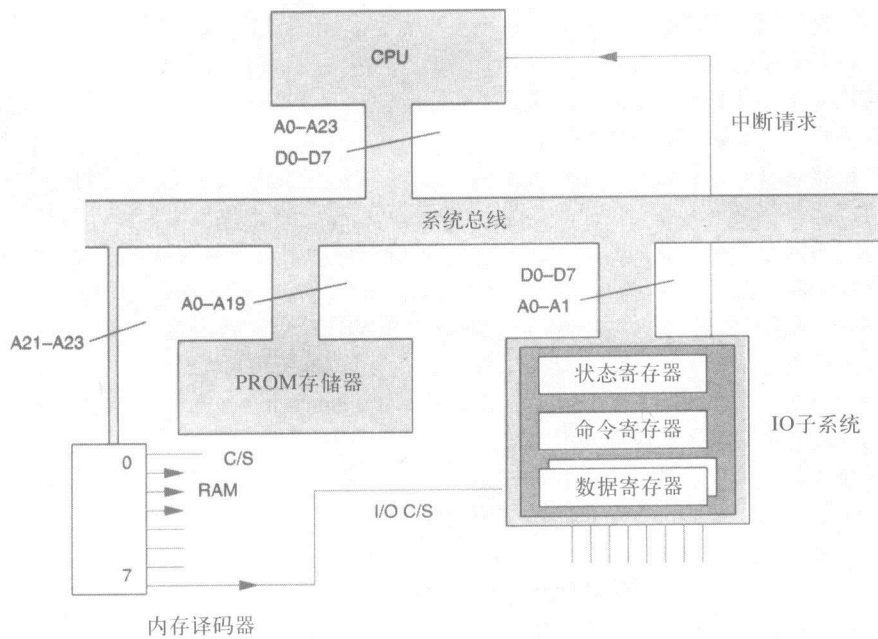 CPU
A0–A23
D0–D7
中断请求
系统总线
D0–D7
A0–A1
A0–A19
A21–A23
PROM存储器
状态寄存器
命令寄存器
数据寄存器
IO子系统
0
C/S
RAM
I/O C/S
7
内存译码器